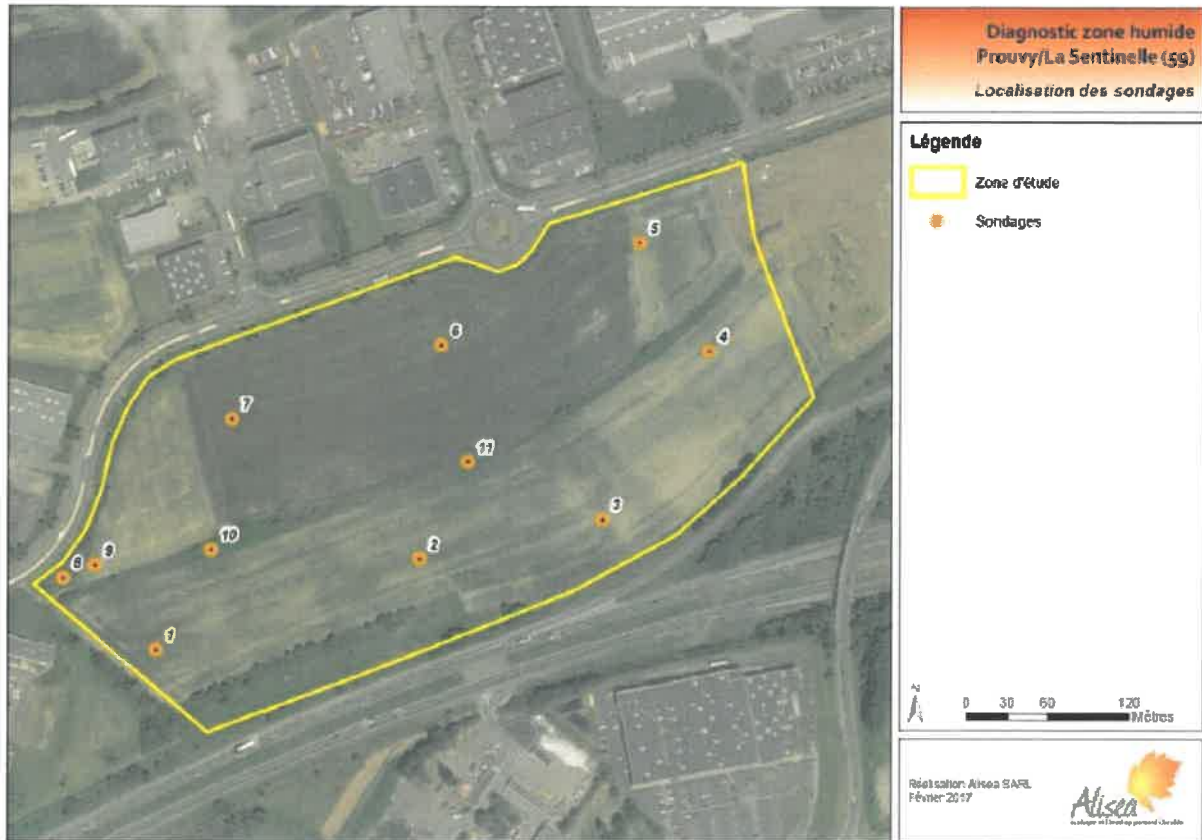 Diagnostic zone humide
Prouvy/La Sentinelle (59)
Localisation des sondages
Légende
Zone d'étude
Sondages
5
6
4
7
11
3
10
2
9
8
1
N
0 30 60 120
Mètres
Réalisation Alisea SARL
Février 2017
Alisea